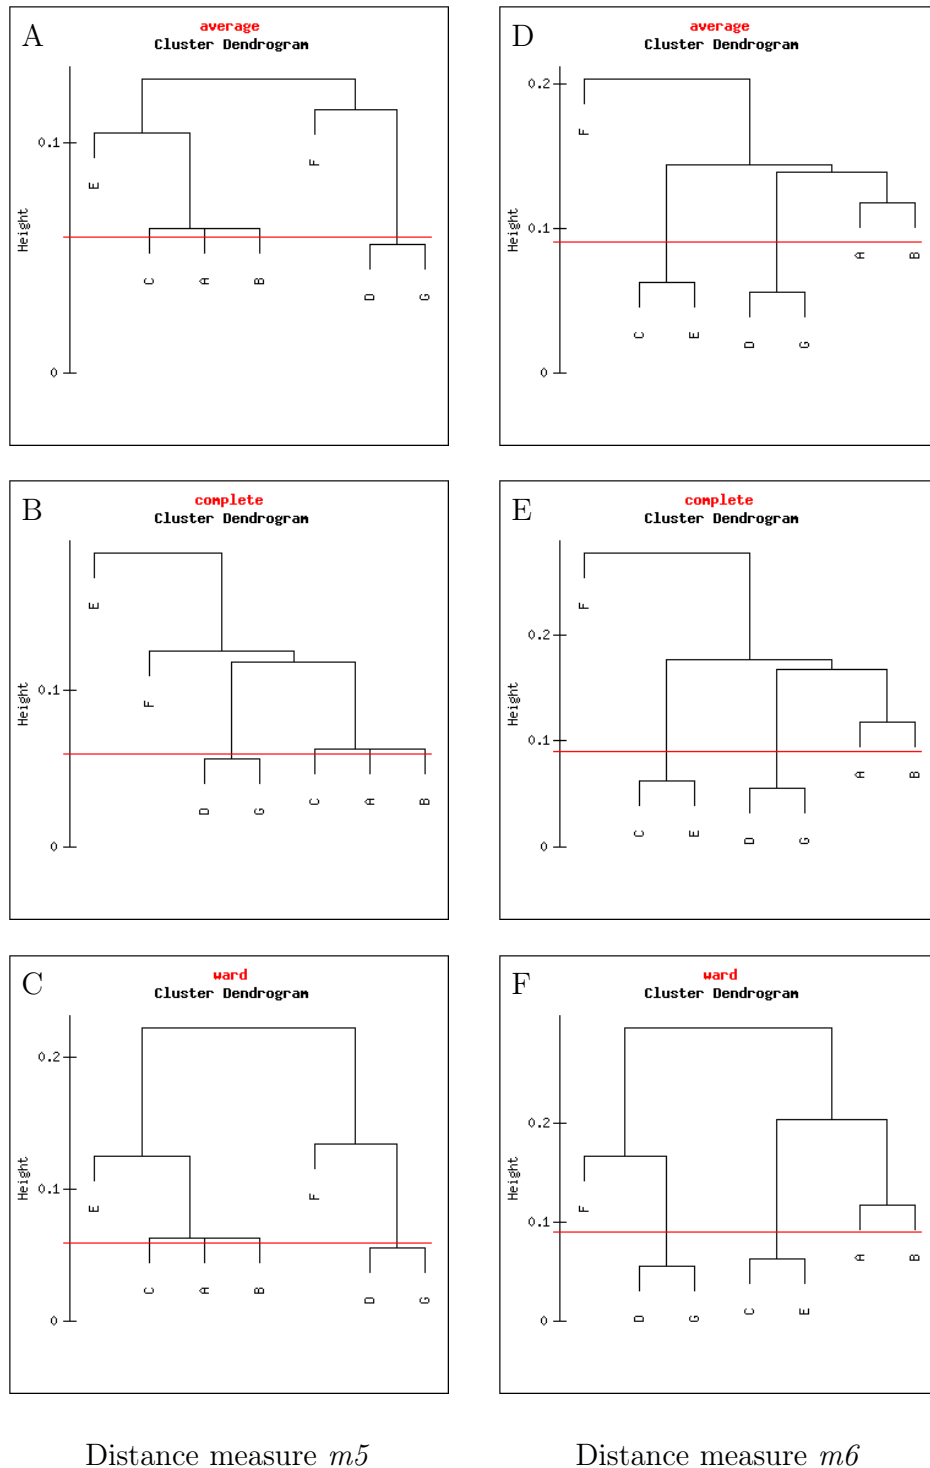 A
average
Cluster Dendrogram
Height
0.1
0
E
C
A
B
F
D
G
D
average
Cluster Dendrogram
Height
0.2
0.1
0
F
C
E
D
G
A
B
B
complete
Cluster Dendrogram
Height
0.1
0
E
F
D
G
C
A
B
E
complete
Cluster Dendrogram
Height
0.2
0.1
0
F
C
E
D
G
A
B
C
ward
Cluster Dendrogram
Height
0.2
0.1
0
E
C
A
B
F
D
G
F
ward
Cluster Dendrogram
Height
0.2
0.1
0
F
D
G
C
E
A
B
Distance measure m5
Distance measure m6